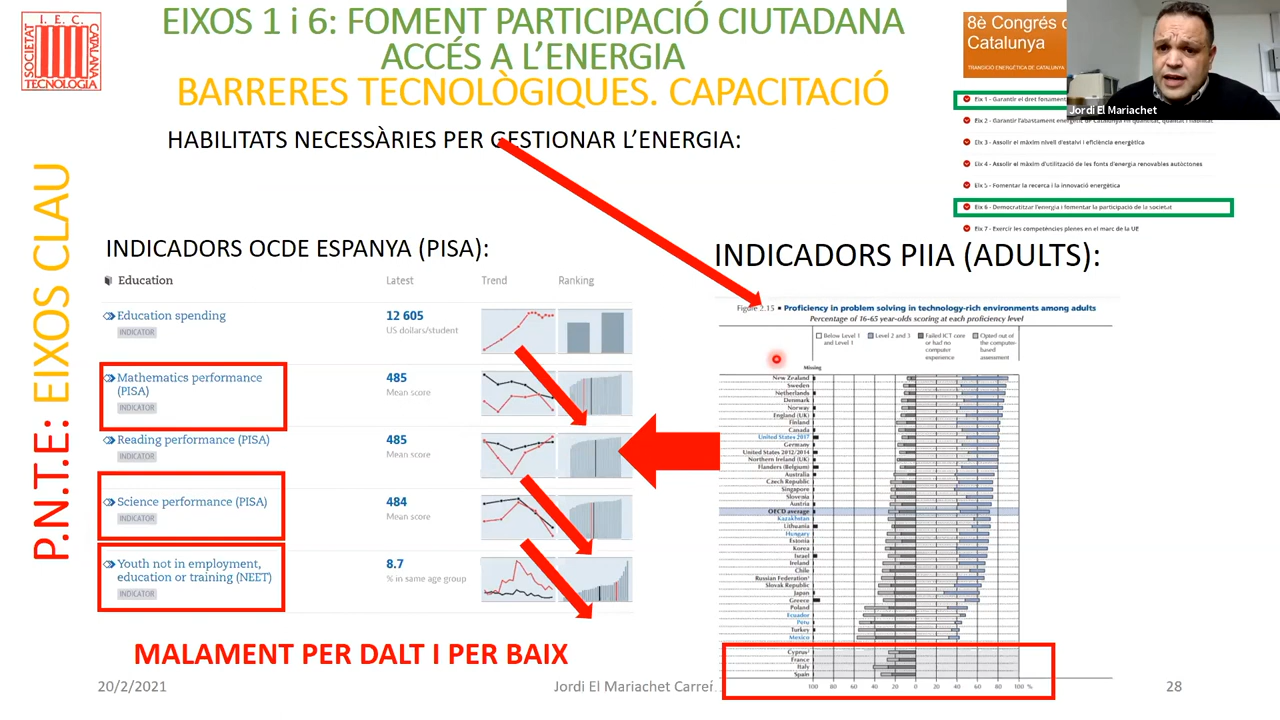 SOCIETAT
I. E. C.
CATALANA
TECNOLOGIA
EIXOS 1 i 6: FOMENT PARTICIPACIÓ CIUTADANA
ACCÉS A L’ENERGIA
BARRERES TECNOLÒGIQUES. CAPACITACIÓ
8è Congrés d
Catalunya
TRANSICIÓ ENERGÈTICA DE CATALUNYA
Jordi El Mariachet
Eix 1 - Garantir el dret fonament
Eix 2 - Garantir l'abastament energètic de Catalunya en quantitat, qualitat i fiabilitat
Eix 3 - Assolir el màxim nivell d'estalvi i eficiència energètica
Eix 4 - Assolir el màxim d'utilització de les fonts d'energia renovables autòctones
Eix 5 - Fomentar la recerca i la innovació energètica
Eix 6 - Democratitzar l'energia i fomentar la participació de la societat
Eix 7 - Exercir les competències plenes en el marc de la UE
HABILITATS NECESSÀRIES PER GESTIONAR L’ENERGIA:
P.N.T.E: EIXOS CLAU
INDICADORS OCDE ESPANYA (PISA):
Education Latest Trend Ranking
Education spending 12 605
INDICATOR US dollars/student
Mathematics performance 485
(PISA) Mean score
INDICATOR
Reading performance (PISA) 485
INDICATOR Mean score
Science performance (PISA) 484
INDICATOR Mean score
Youth not in employment, 8.7
education or training (NEET) % in same age group
INDICATOR
MALAMENT PER DALT I PER BAIX
INDICADORS PIIA (ADULTS):
Figure 2.15 ▪ Proficiency in problem solving in technology-rich environments among adults
Percentage of 16-65 year-olds scoring at each proficiency level
Below Level 1
and Level 1
Level 2 and 3
Failed ICT core
or had no
computer
experience
Opted out of
the computer-
based
assessment
Missing
New Zealand
Sweden
Netherlands
Denmark
Norway
England (UK)
Finland
Canada
United States 2017
Germany
United States 2012/2014
Northern Ireland (UK)
Flanders (Belgium)
Australia
Czech Republic
Singapore
Slovenia
Austria
OECD average
Kazakhstan
Lithuania
Hungary
Estonia
Korea
Israel
Ireland
Chile
Russian Federation¹
Slovak Republic
Japan
Greece
Poland
Ecuador
Peru
Turkey
Mexico
Cyprus¹
France
Italy
Spain
100 80 60 40 20 0 20 40 60 80 100 %
20/2/2021
Jordi El Mariachet Carreí...
28